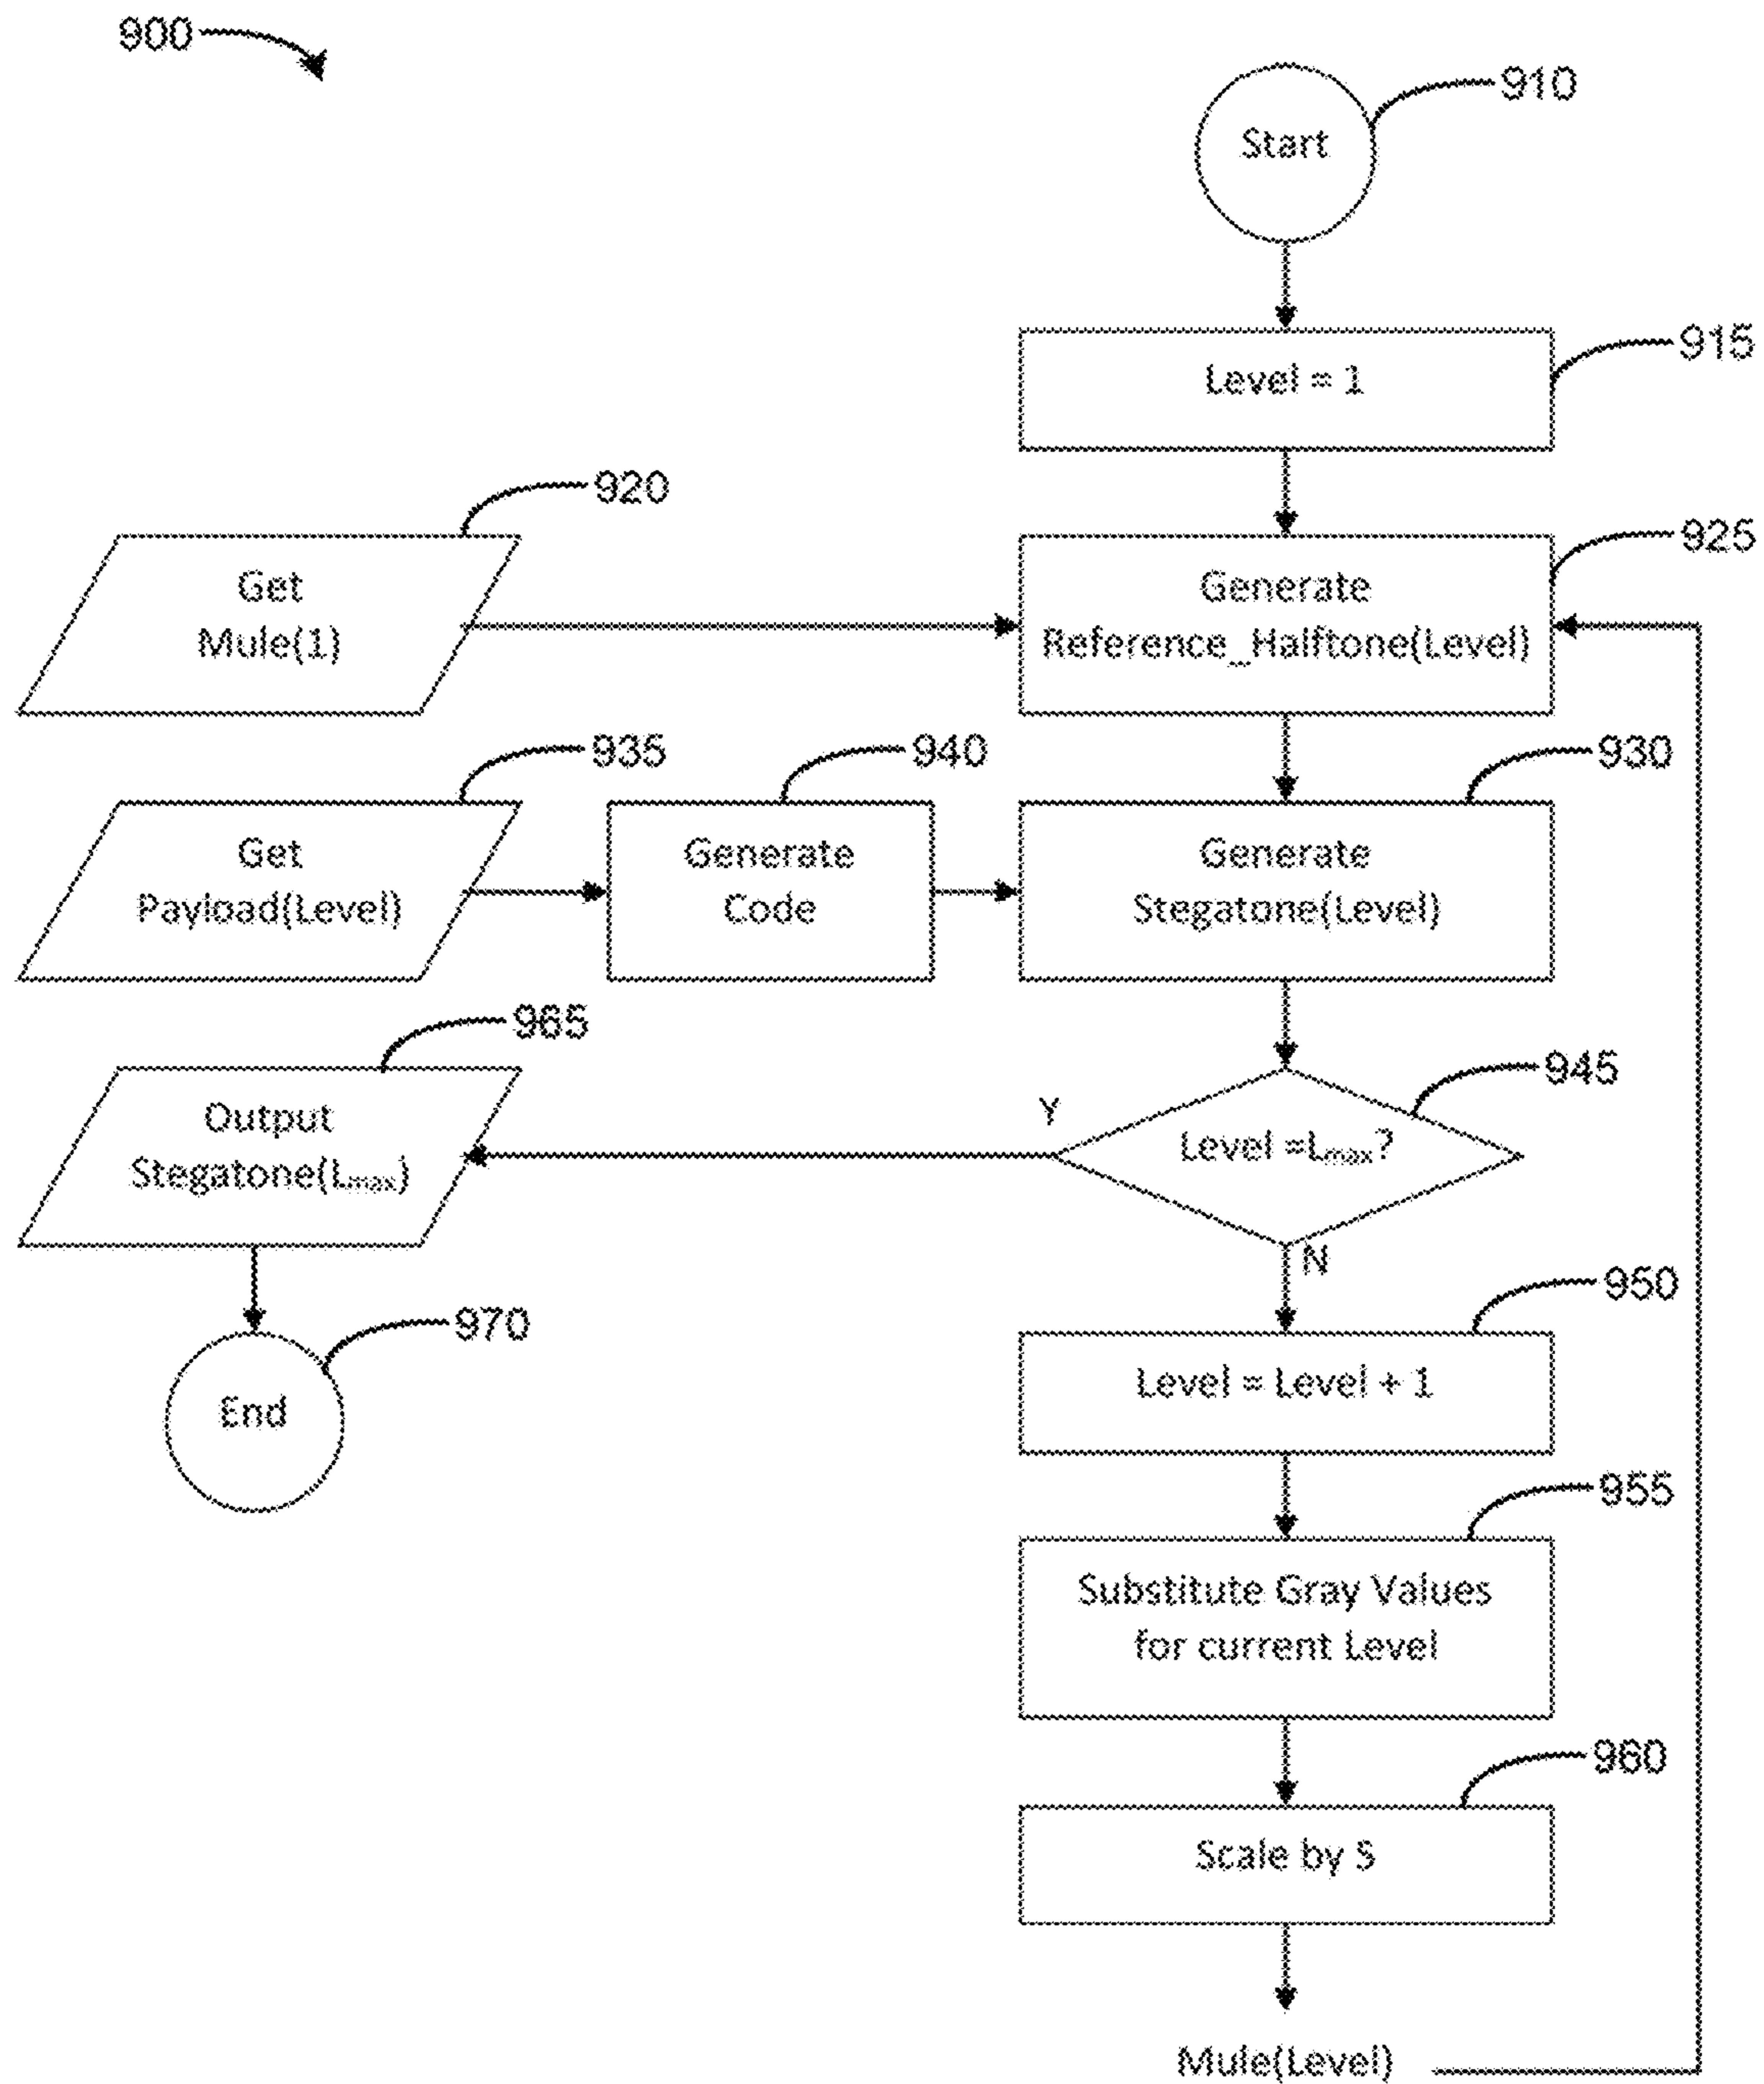 900
910
Start
915
Level = 1
920
Get
Mule(1)
925
Generate
Reference_Halftone(Level)
935
Get
Payload(Level)
940
Generate
Code
930
Generate
Stegatone(Level)
965
Output
Stegatone(Lmax)
945
Y
Level =Lmax?
N
970
End
950
Level = Level + 1
955
Substitute Gray Values
for current Level
960
Scale by S
Mule(Level)